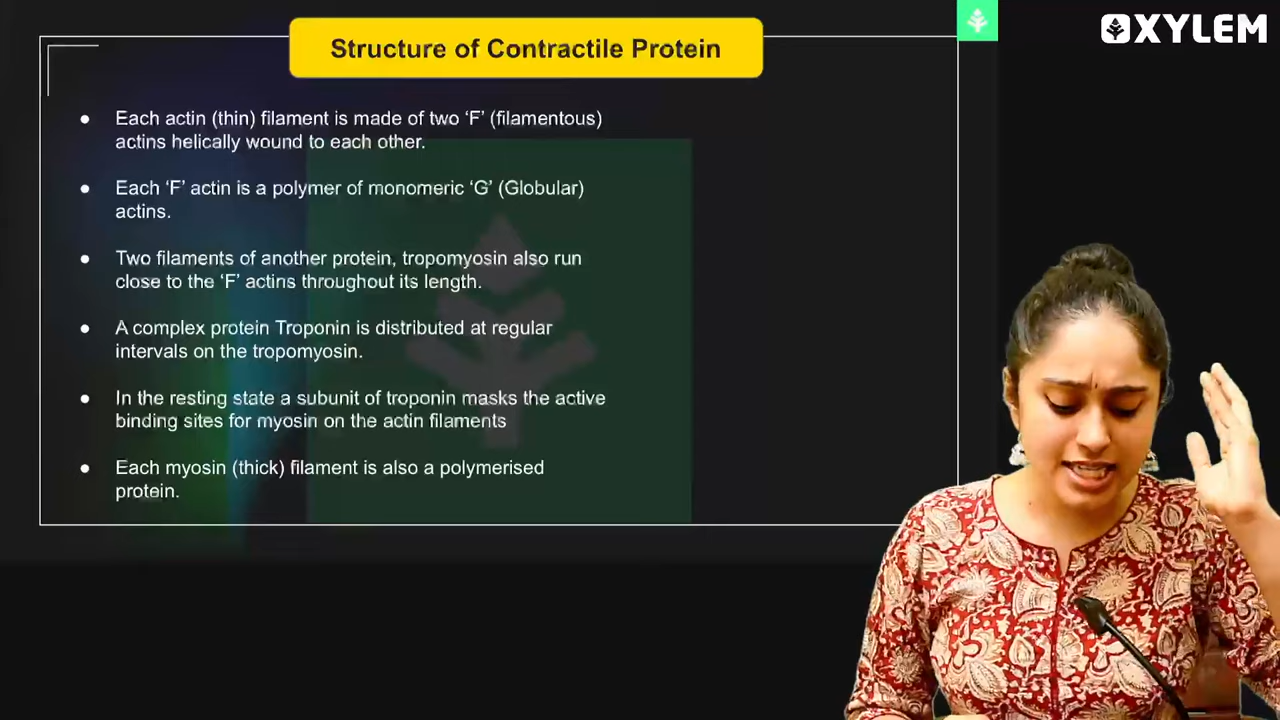 Structure of Contractile Protein
XYLEM
● Each actin (thin) filament is made of two ‘F’ (filamentous)
actins helically wound to each other.
● Each ‘F’ actin is a polymer of monomeric ‘G’ (Globular)
actins.
● Two filaments of another protein, tropomyosin also run
close to the ‘F’ actins throughout its length.
● A complex protein Troponin is distributed at regular
intervals on the tropomyosin.
● In the resting state a subunit of troponin masks the active
binding sites for myosin on the actin filaments
● Each myosin (thick) filament is also a polymerised
protein.